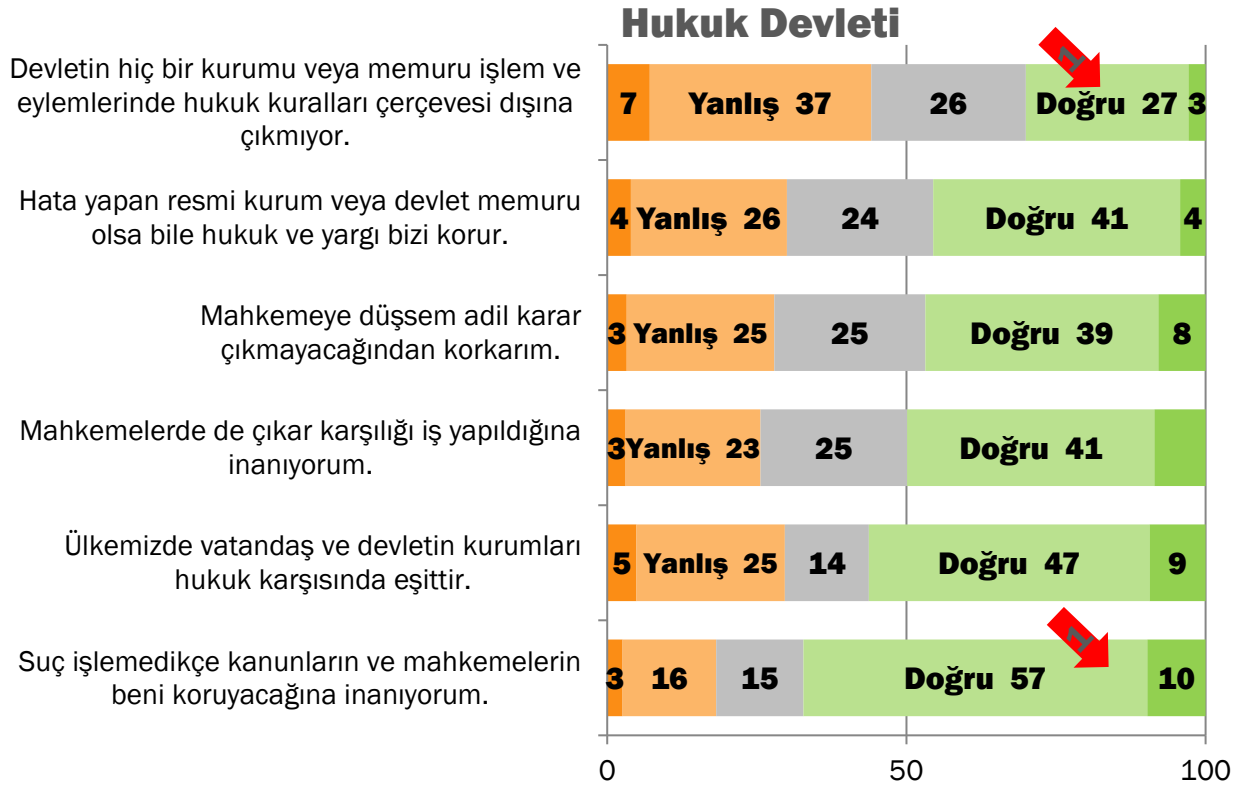 Hukuk Devleti
Devletin hiç bir kurumu veya memuru işlem ve
eylemlerinde hukuk kuralları çerçevesi dışına
çıkmıyor.
7 Yanlış 37 26 Doğru 27 3
1
Hata yapan resmi kurum veya devlet memuru
olsa bile hukuk ve yargı bizi korur.
4 Yanlış 26 24 Doğru 41 4
Mahkemeye düşsem adil karar
çıkmayacağından korkarım.
3 Yanlış 25 25 Doğru 39 8
Mahkemelerde de çıkar karşılığı iş yapıldığına
inanıyorum.
3 Yanlış 23 25 Doğru 41
Ülkemizde vatandaş ve devletin kurumları
hukuk karşısında eşittir.
5 Yanlış 25 14 Doğru 47 9
Suç işlemedikçe kanunların ve mahkemelerin
beni koruyacağına inanıyorum.
3 16 15 Doğru 57 10
1
0 50 100